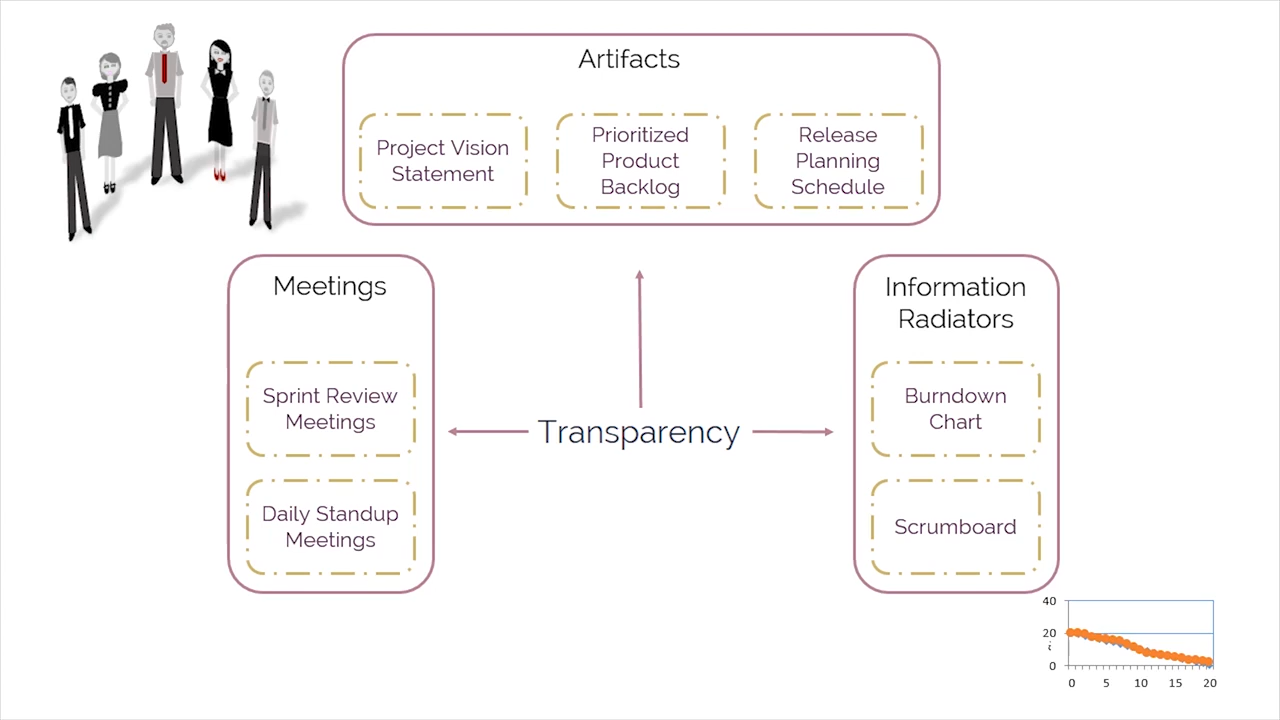 Artifacts
Project Vision
Statement
Prioritized
Product
Backlog
Release
Planning
Schedule
Meetings
Sprint Review
Meetings
Daily Standup
Meetings
Transparency
Information
Radiators
Burndown
Chart
Scrumboard
40
20
0
0 5 10 15 20